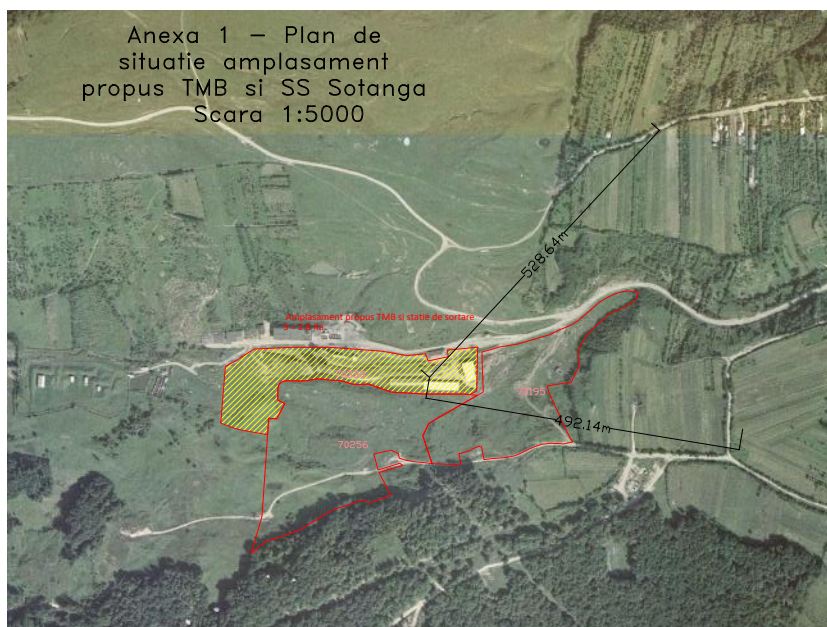 Anexa 1 – Plan de
situatie amplasament
propus TMB si SS Sotanga
Scara 1:5000
528.64m
Amplasament propus TMB si statie de sortare
70195
492.14m
70256